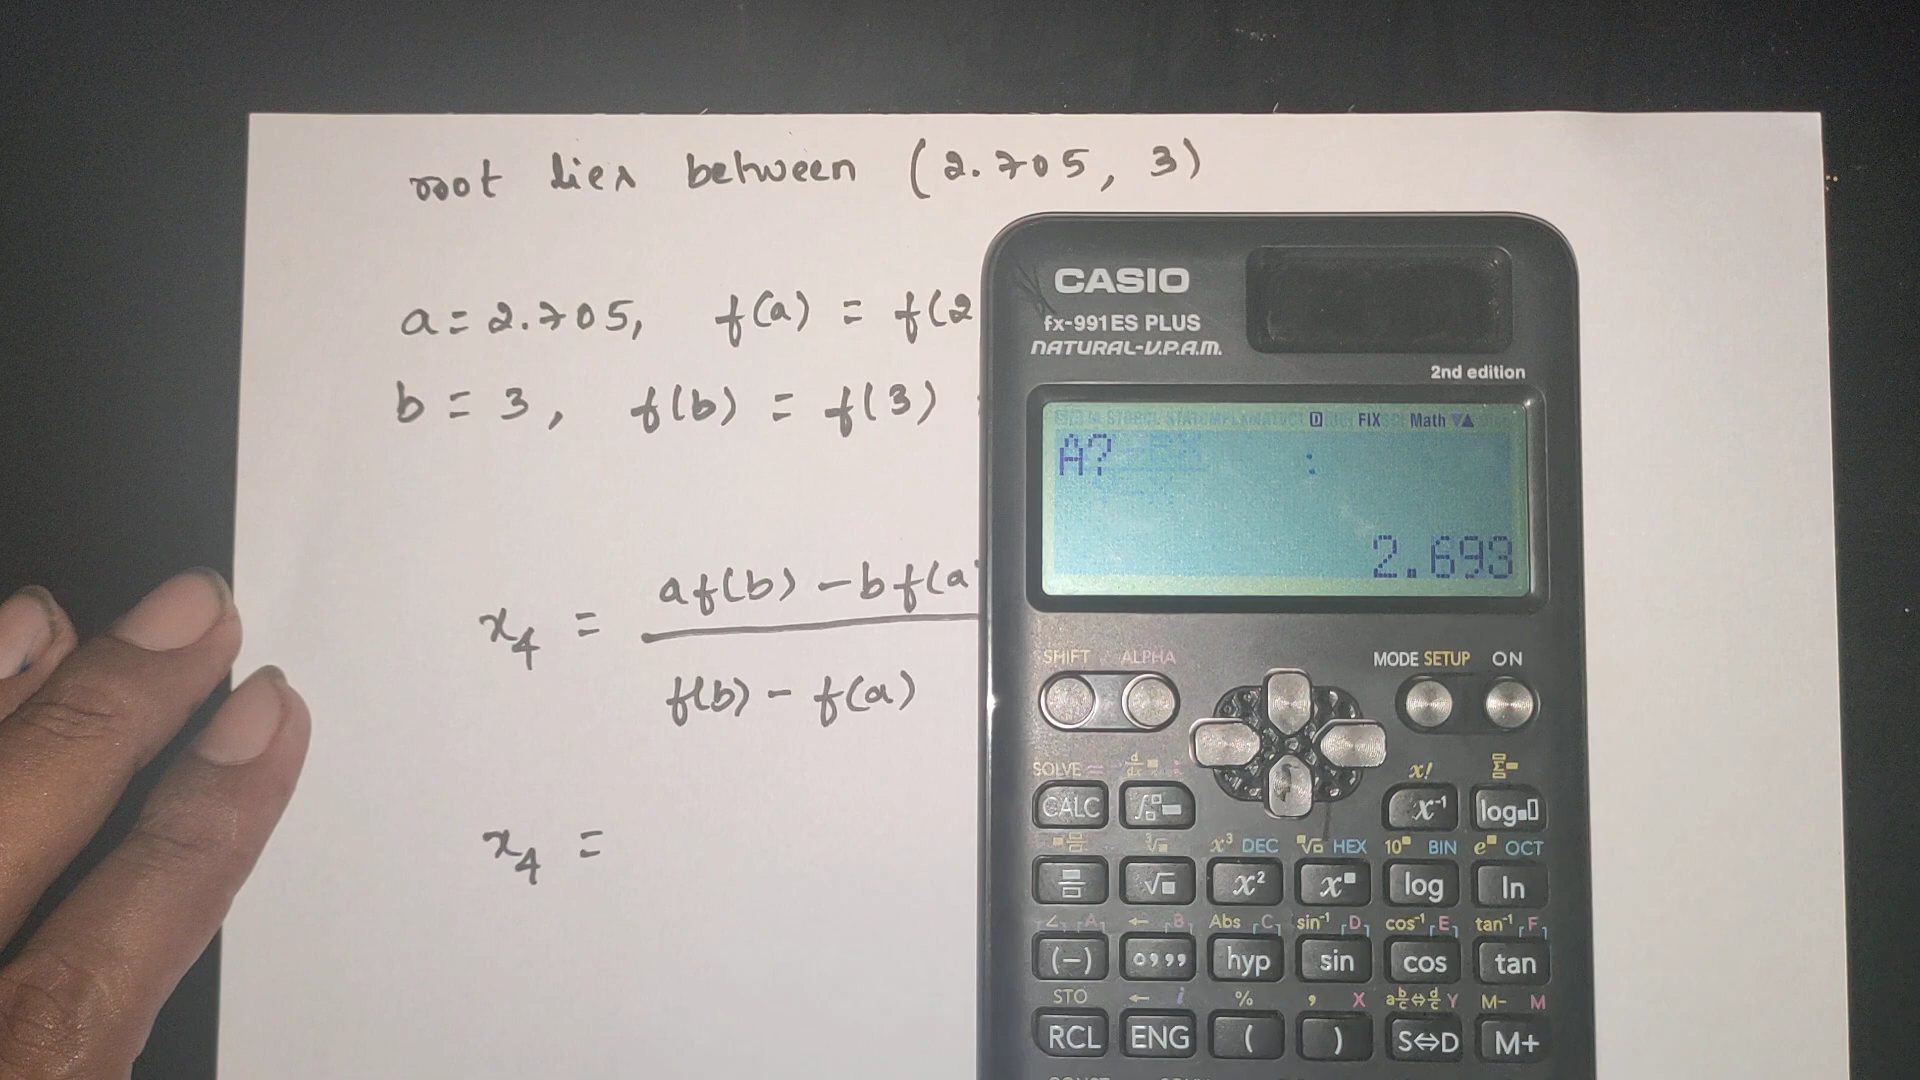 root lies between (2.705, 3)
a = 2.705, f(a) = f(2
b = 3, f(b) = f(3)
x₄ = af(b) - bf(a
f(b) - f(a)
x₄ =
CASIO
fx-991ES PLUS
NATURAL-V.P.A.M.
2nd edition
D FIX Math ▼▲
A?
2.693
SHIFT ALPHA MODE SETUP ON
SOLVE = d/dx : x! Σ
CALC ∫ x⁻¹ log
x³ DEC HEX 10 BIN e OCT
√ x² x log ln
∠ A ← B Abs C sin⁻¹ D cos⁻¹ E tan⁻¹ F
(-) hyp sin cos tan
STO ← i % , X a b/c⇔d/c Y M- M
RCL ENG ( ) S⇔D M+